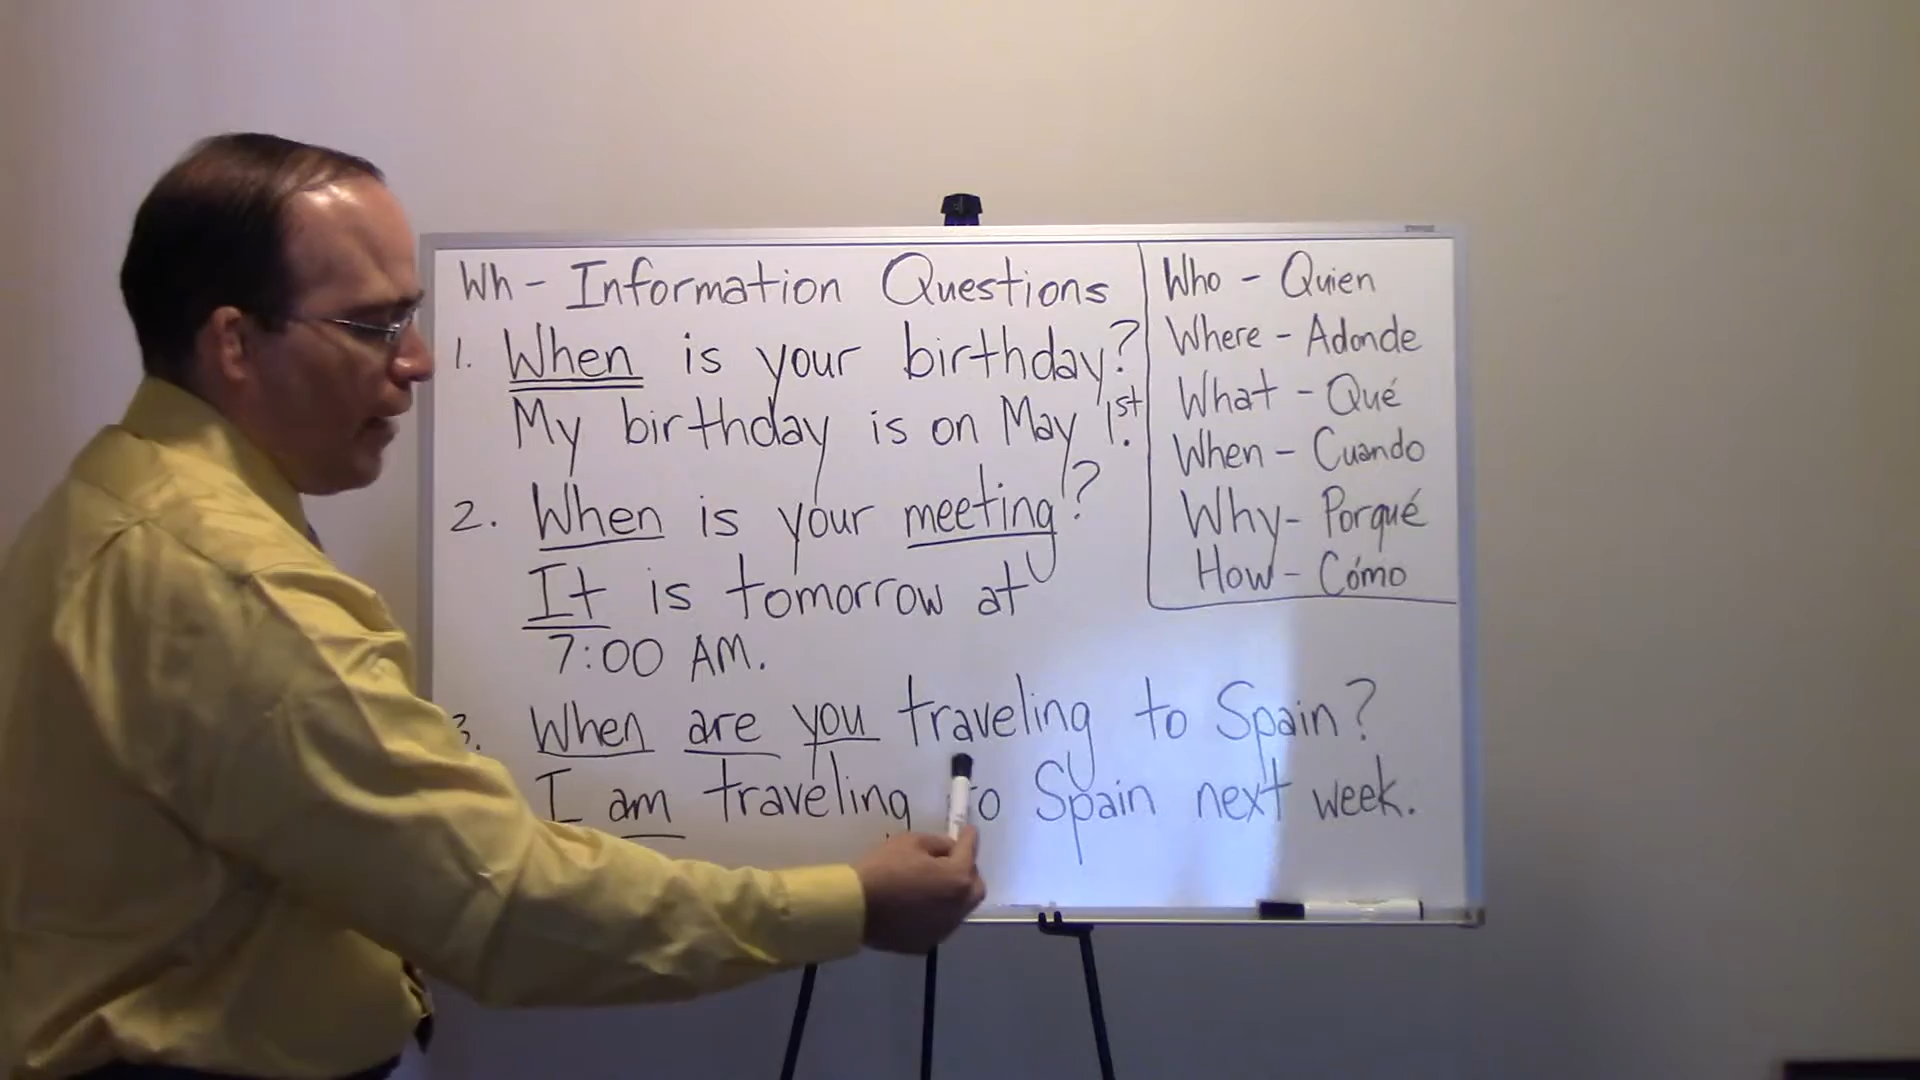 Wh - Information Questions
1. When is your birthday?
My birthday is on May 1st.
2. When is your meeting?
It is tomorrow at
7:00 AM.
3. When are you traveling to Spain?
I am traveling to Spain next week.
Who - Quien
Where - Adonde
What - Qué
When - Cuando
Why - Porqué
How - Cómo